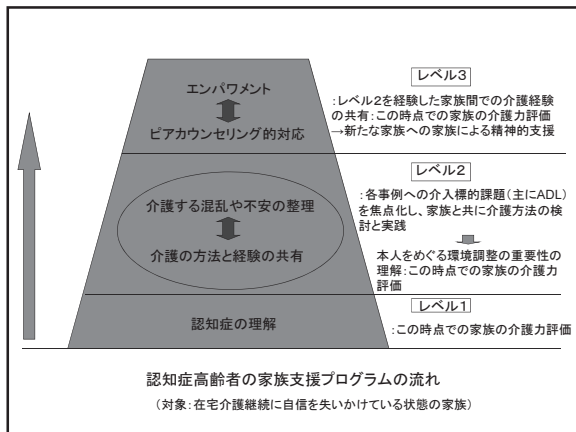 レベル3
エンパワメント
ピアカウンセリング的対応
:レベル2を経験した家族間での介護経験
の共有:この時点での家族の介護力評価
→新たな家族への家族による精神的支援
レベル2
介護する混乱や不安の整理
介護の方法と経験の共有
:各事例への介入標的課題(主にADL)
を焦点化し、家族と共に介護方法の検
討と実践
本人をめぐる環境調整の重要性の
理解:この時点での家族の介護力
評価
レベル1
認知症の理解
:この時点での家族の介護力評価
認知症高齢者の家族支援プログラムの流れ
(対象:在宅介護継続に自信を失いかけている状態の家族)